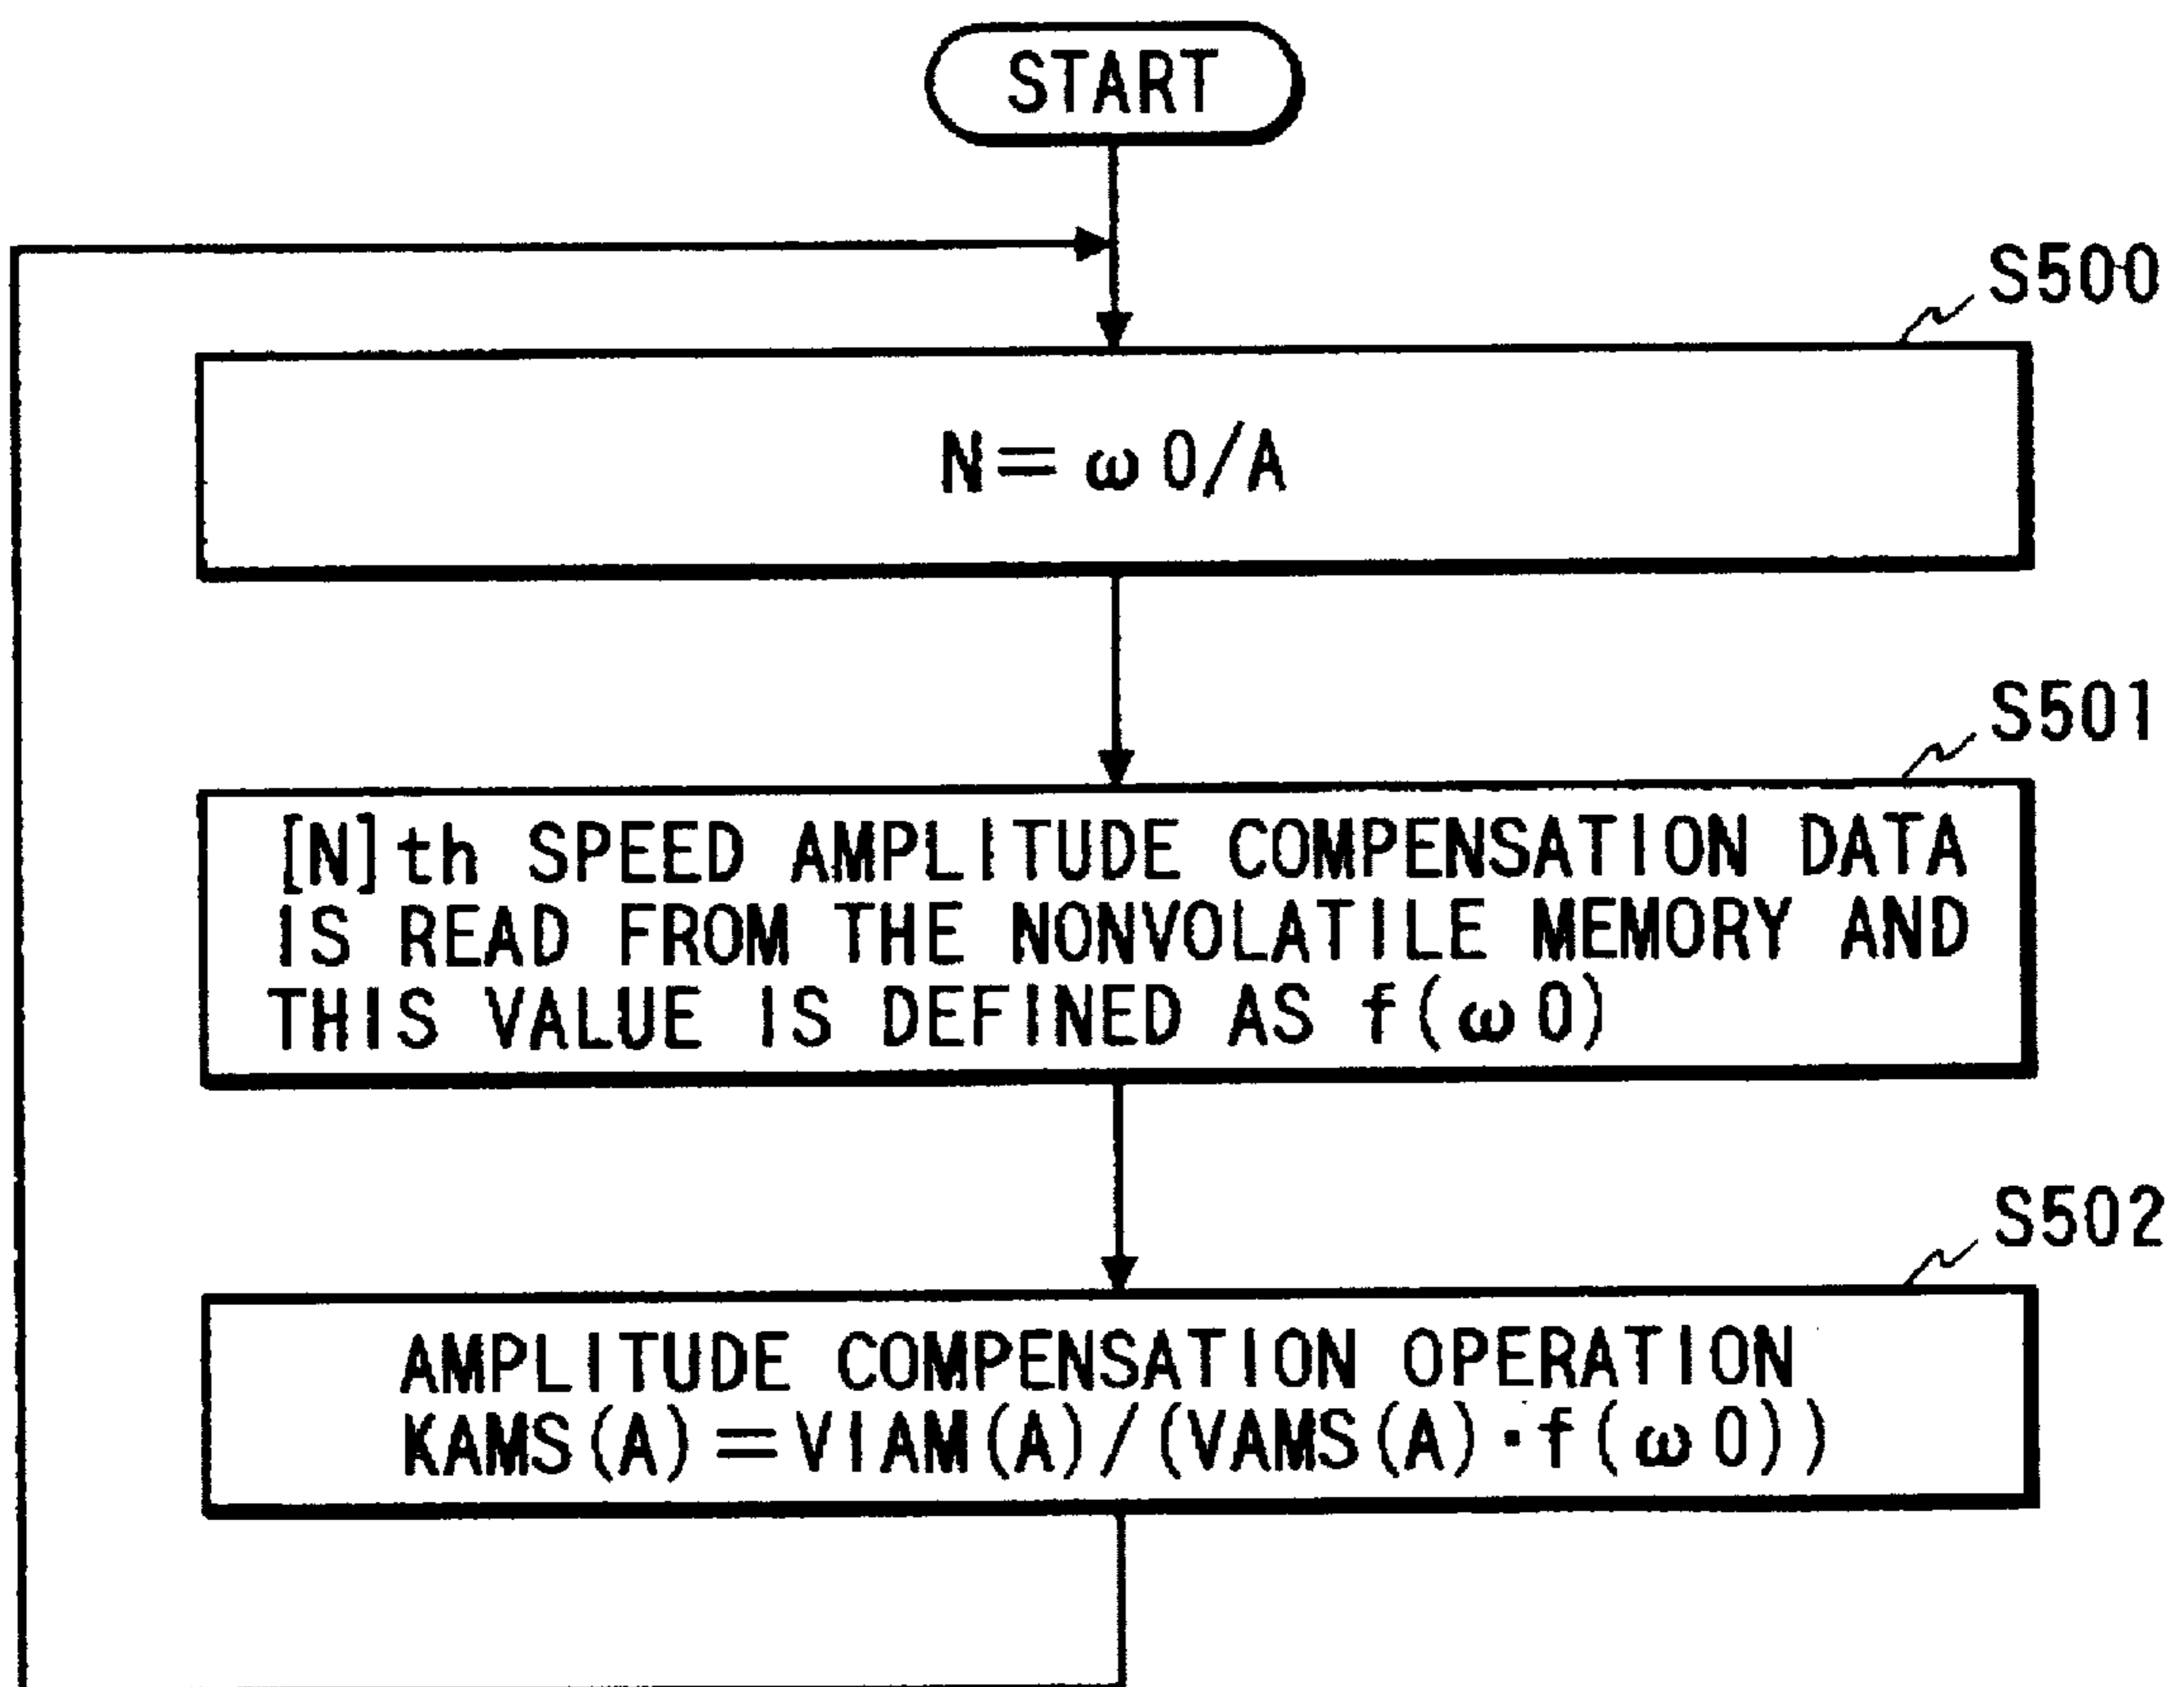 START
S500
N=ω0/A
S501
[N]th SPEED AMPLITUDE COMPENSATION DATA
IS READ FROM THE NONVOLATILE MEMORY AND
THIS VALUE IS DEFINED AS f(ω0)
S502
AMPLITUDE COMPENSATION OPERATION
KAMS(A)=VIAM(A)/(VAMS(A)·f(ω0))